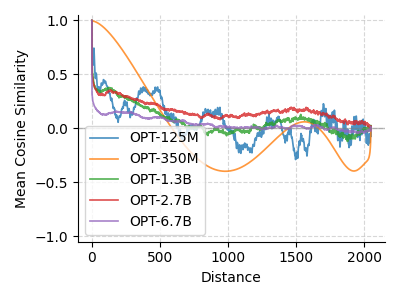 1.0
0.5
0.0
−0.5
−1.0
Mean Cosine Similarity
OPT-125M
OPT-350M
OPT-1.3B
OPT-2.7B
OPT-6.7B
0 500 1000 1500 2000
Distance